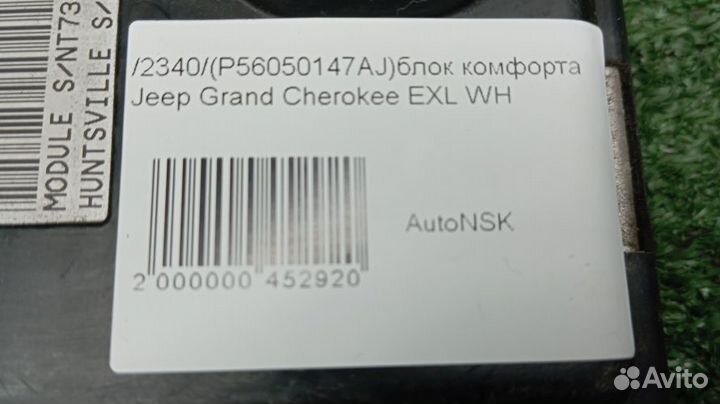 MODULE S/NT73
HUNTSVILLE S/
/2340/(P56050147AJ)блок комфорта
Jeep Grand Cherokee EXL WH
AutoNSK
2 000000 452920
Avito